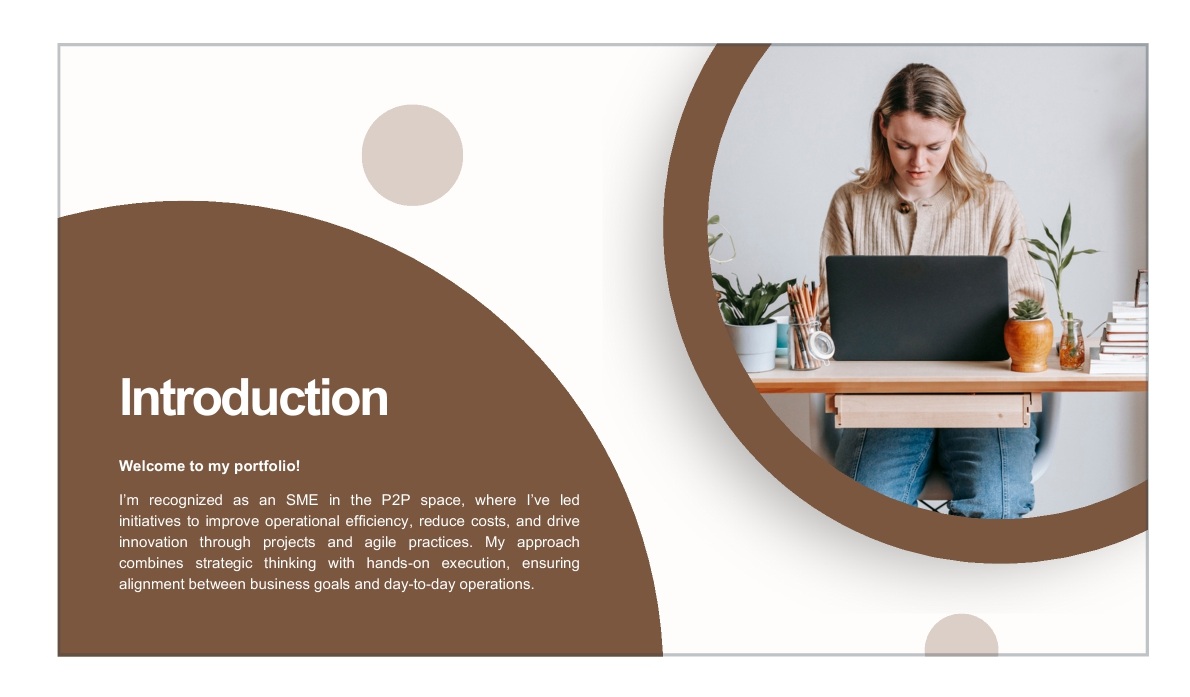 Introduction
Welcome to my portfolio!
I’m recognized as an SME in the P2P space, where I’ve led
initiatives to improve operational efficiency, reduce costs, and drive
innovation through projects and agile practices. My approach
combines strategic thinking with hands-on execution, ensuring
alignment between business goals and day-to-day operations.